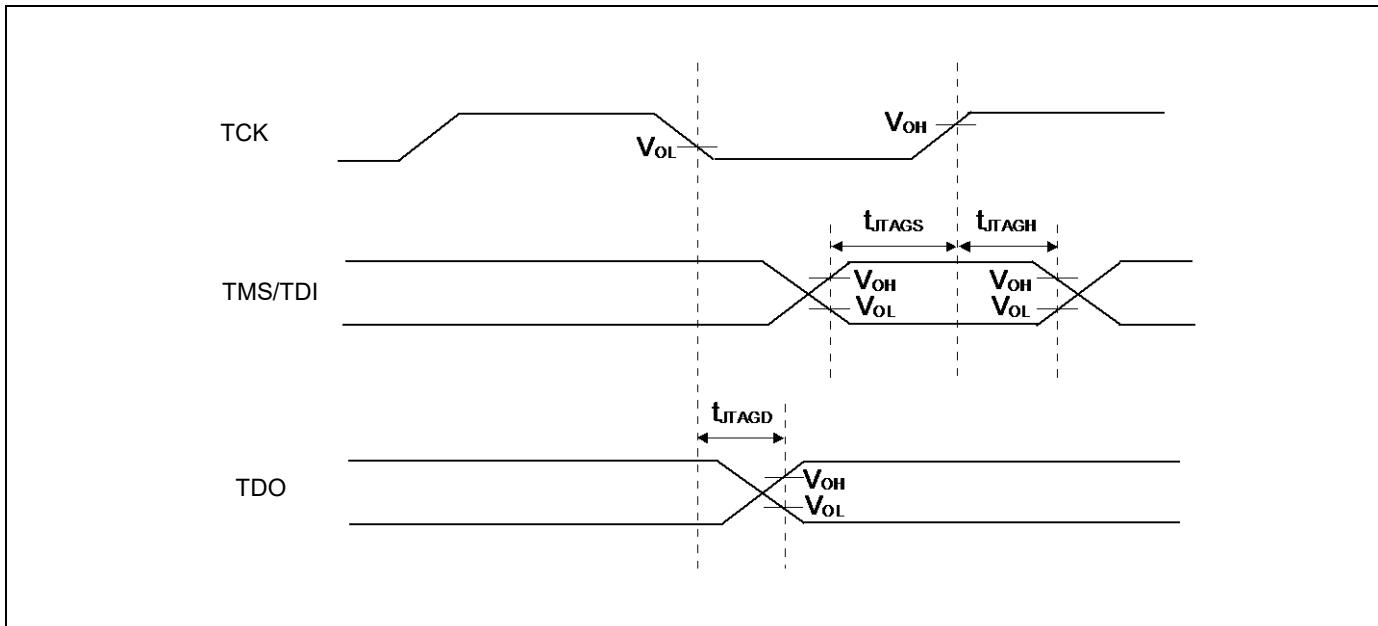 TCK
VOL
VOH
tJTAGS
tJTAGH
TMS/TDI
VOH
VOL
VOH
VOL
tJTAGD
TDO
VOH
VOL